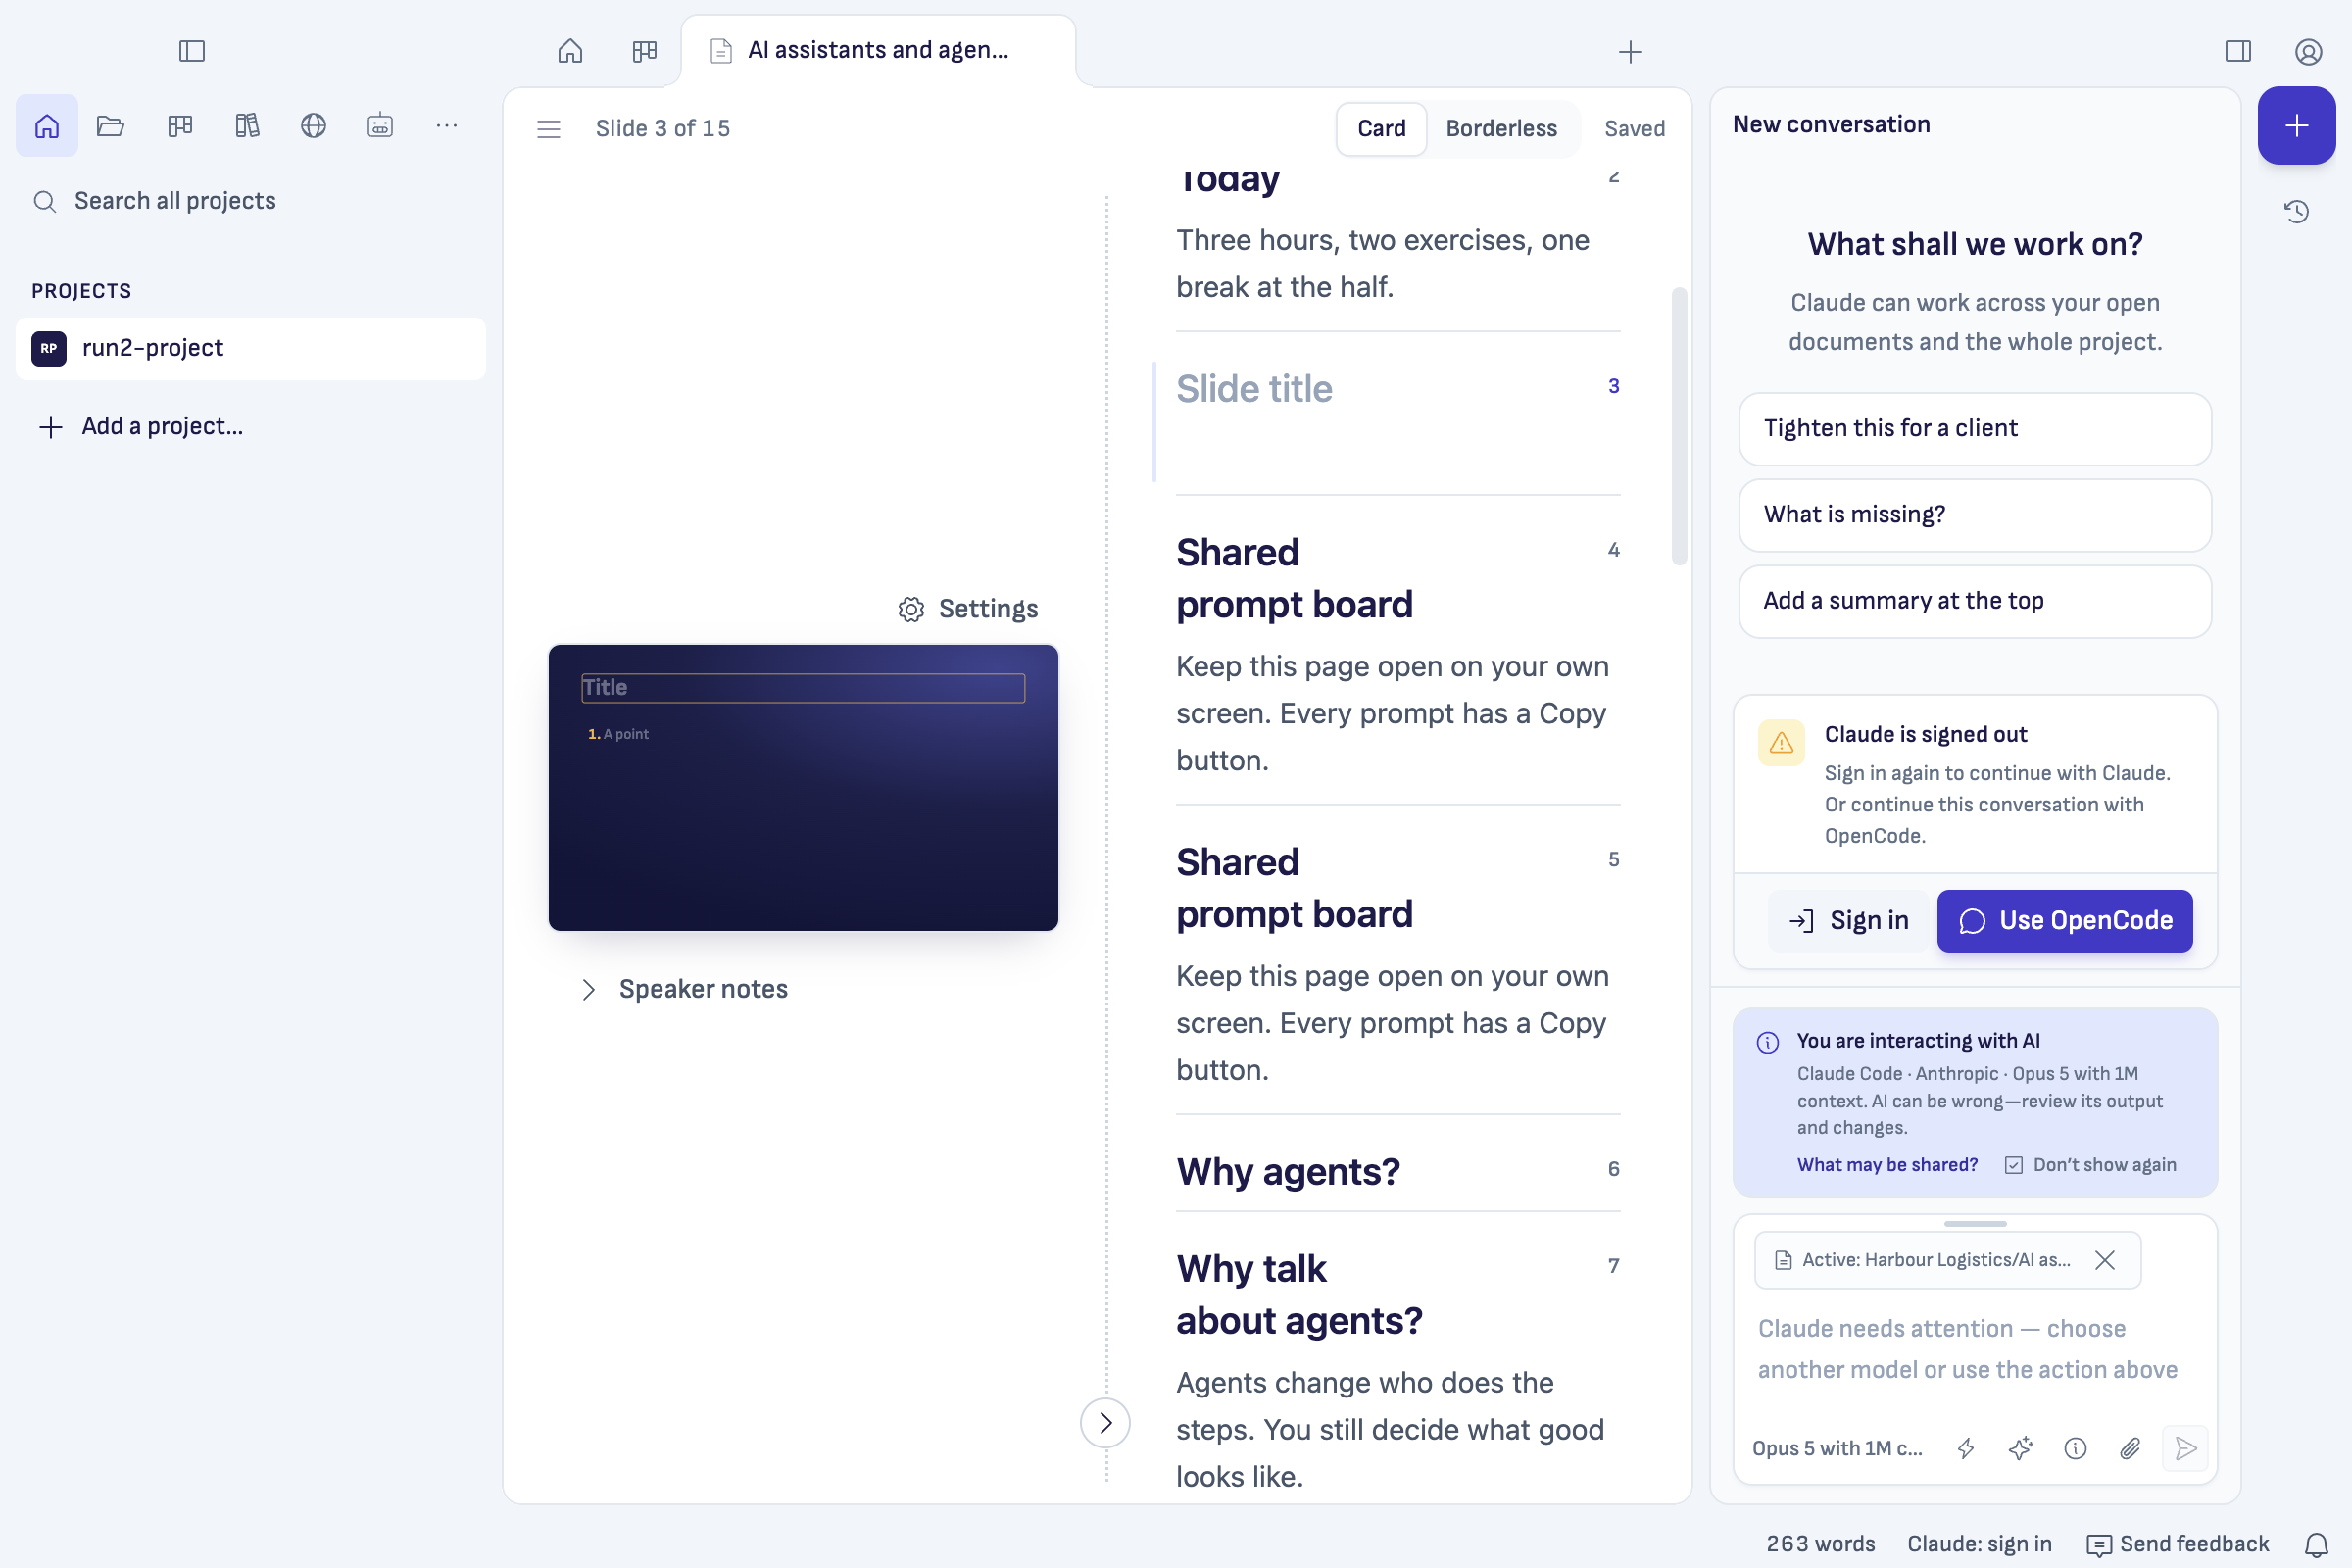 AI assistants and agen...
Search all projects
PROJECTS
RP
run2-project
Add a project...
Slide 3 of 15
Card
Borderless
Saved
Settings
Title
1. A point
Speaker notes
Today
2
Three hours, two exercises, one
break at the half.
Slide title
3
Shared
4
prompt board
Keep this page open on your own
screen. Every prompt has a Copy
button.
Shared
5
prompt board
Keep this page open on your own
screen. Every prompt has a Copy
button.
Why agents?
6
Why talk
7
about agents?
Agents change who does the
steps. You still decide what good
looks like.
New conversation
What shall we work on?
Claude can work across your open
documents and the whole project.
Tighten this for a client
What is missing?
Add a summary at the top
Claude is signed out
Sign in again to continue with Claude.
Or continue this conversation with
OpenCode.
Sign in
Use OpenCode
You are interacting with AI
Claude Code · Anthropic · Opus 5 with 1M
context. AI can be wrong—review its output
and changes.
What may be shared?
Don’t show again
Active: Harbour Logistics/AI as...
Claude needs attention — choose
another model or use the action above
Opus 5 with 1M c...
263 words
Claude: sign in
Send feedback